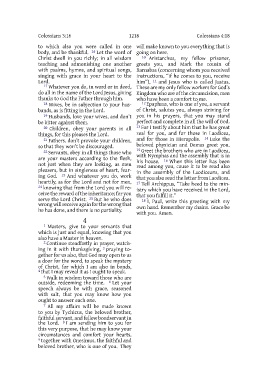 Colossians 3:16 1218 Colossians 4:18
to which also you were called in one
body, and be thankful. 16 Let the word of
Christ dwell in you richly; in all wisdom
teaching and admonishing one another
with psalms, hymns, and spiritual songs,
singing with grace in your heart to the
Lord.
17 Whatever you do, in word or in deed,
do all in the name of the Lord Jesus, giving
thanks to God the Father through him.
18 Wives, be in subjection to your hus-
bands, as is fitting in the Lord.
19 Husbands, love your wives, and don't
be bitter against them.
20 Children, obey your parents in all
things, for this pleases the Lord.
21 Fathers, don't provoke your children,
so that they won't be discouraged.
22 Servants, obey in all things those who
are your masters according to the flesh,
not just when they are looking, as men
pleasers, but in singleness of heart, fear-
ing God. 23 And whatever you do, work
heartily, as for the Lord and not for men,
24 knowing that from the Lord you will re-
ceive the reward of the inheritance; for you
serve the Lord Christ. 25 But he who does
wrong will receive again for the wrong that
he has done, and there is no partiality.
4
1 Masters, give to your servants that
which is just and equal, knowing that you
also have a Master in heaven.
2 Continue steadfastly in prayer, watch-
ing in it with thanksgiving, 3 praying to-
gether for us also, that God may open to us
a door for the word, to speak the mystery
of Christ, for which I am also in bonds,
4 that I may reveal it as I ought to speak.
5 Walk in wisdom toward those who are
outside, redeeming the time. 6 Let your
speech always be with grace, seasoned
with salt, that you may know how you
ought to answer each one.
7 All my affairs will be made known
to you by Tychicus, the beloved brother,
faithful servant, and fellow bondservant in
the Lord. 8 I am sending him to you for
this very purpose, that he may know your
circumstances and comfort your hearts,
9 together with Onesimus, the faithful and
beloved brother, who is one of you. They
will make known to you everything that is
going on here.
10 Aristarchus, my fellow prisoner,
greets you, and Mark the cousin of
Barnabas (concerning whom you received
instructions, "if he comes to you, receive
him"), 11 and Jesus who is called Justus.
These are my only fellow workers for God's
Kingdom who are of the circumcision, men
who have been a comfort to me.
12 Epaphras, who is one of you, a servant
of Christ, salutes you, always striving for
you in his prayers, that you may stand
perfect and complete in all the will of God.
13 For I testify about him that he has great
zeal for you, and for those in Laodicea,
and for those in Hierapolis. 14 Luke the
beloved physician and Demas greet you.
15 Greet the brothers who are in Laodicea,
with Nymphas and the assembly that is in
his house. 16 When this letter has been
read among you, cause it to be read also
in the assembly of the Laodiceans, and
that you also read the letter from Laodicea.
17 Tell Archippus, "Take heed to the min-
istry which you have received in the Lord,
that you fulfill it."
18 I, Paul, write this greeting with my
own hand. Remember my chains. Grace be
with you. Amen.